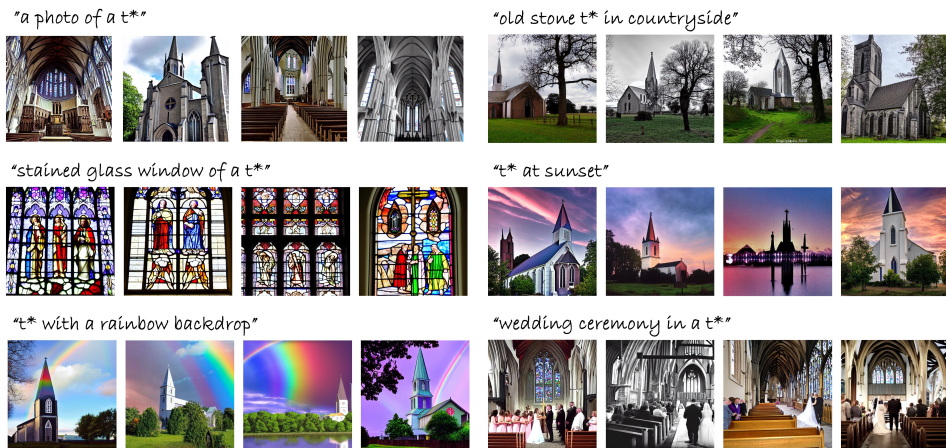 "a photo of a t*"
"old stone t* in countryside"
"stained glass window of a t*"
"t* at sunset"
"t* with a rainbow backdrop"
"wedding ceremony in a t*"